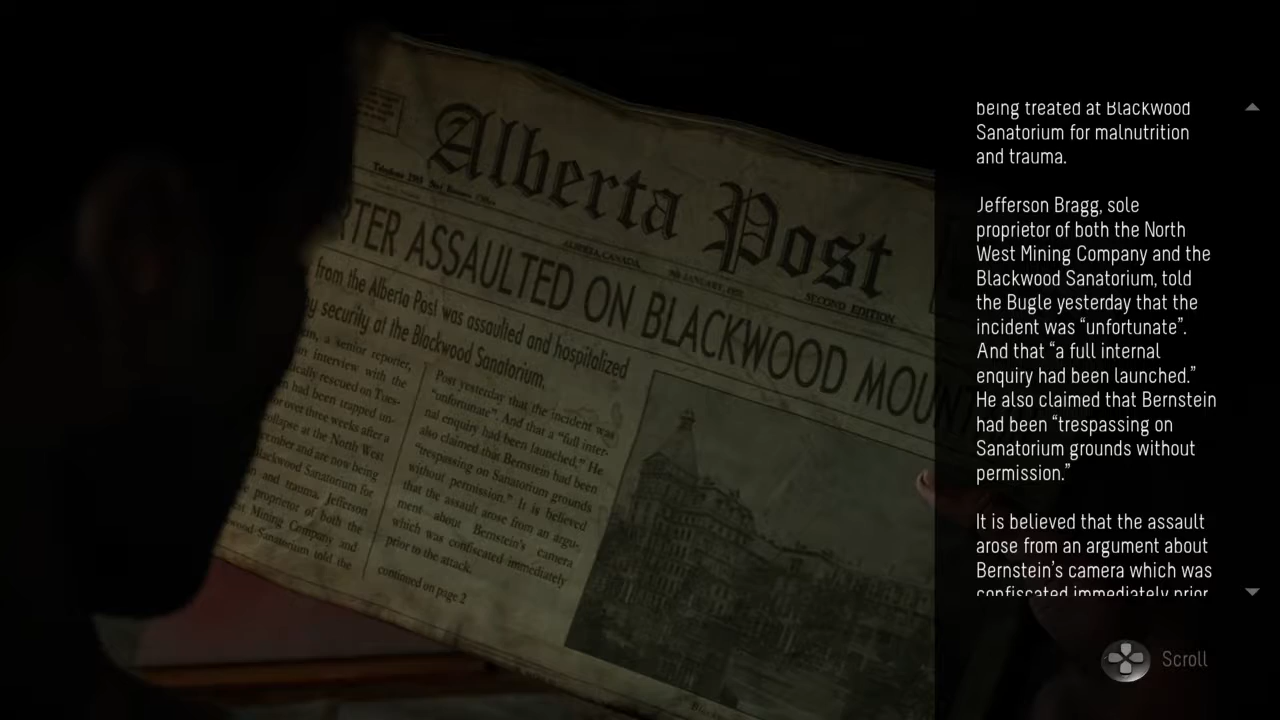 Alberta Post
ALBERTA, CANADA.
SECOND EDITION
RTER ASSAULTED ON BLACKWOOD MOUN
from the Alberta Post was assaulted and hospitalized
by security at the Blackwood Sanatorium.
a senior reporter,
an interview with the
ically rescued on Tues-
had been trapped un-
or over three weeks after a
collapse at the North West
and are now being
Blackwood Sanatorium for
and trauma. Jefferson
proprietor of both the
Mining Company and
wood Sanatorium told the
Post yesterday that the incident was
"unfortunate". And that a "full inter-
nal enquiry had been launched." He
also claimed that Bernstein had been
"trespassing on Sanatorium grounds
without permission." It is believed
that the assault arose from an argu-
ment about Bernstein's camera
which was confiscated immediately
prior to the attack.
continued on page 2
being treated at Blackwood
Sanatorium for malnutrition
and trauma.
Jefferson Bragg, sole
proprietor of both the North
West Mining Company and the
Blackwood Sanatorium, told
the Bugle yesterday that the
incident was “unfortunate”.
And that “a full internal
enquiry had been launched.”
He also claimed that Bernstein
had been “trespassing on
Sanatorium grounds without
permission.”
It is believed that the assault
arose from an argument about
Bernstein’s camera which was
confiscated immediately prior
Scroll